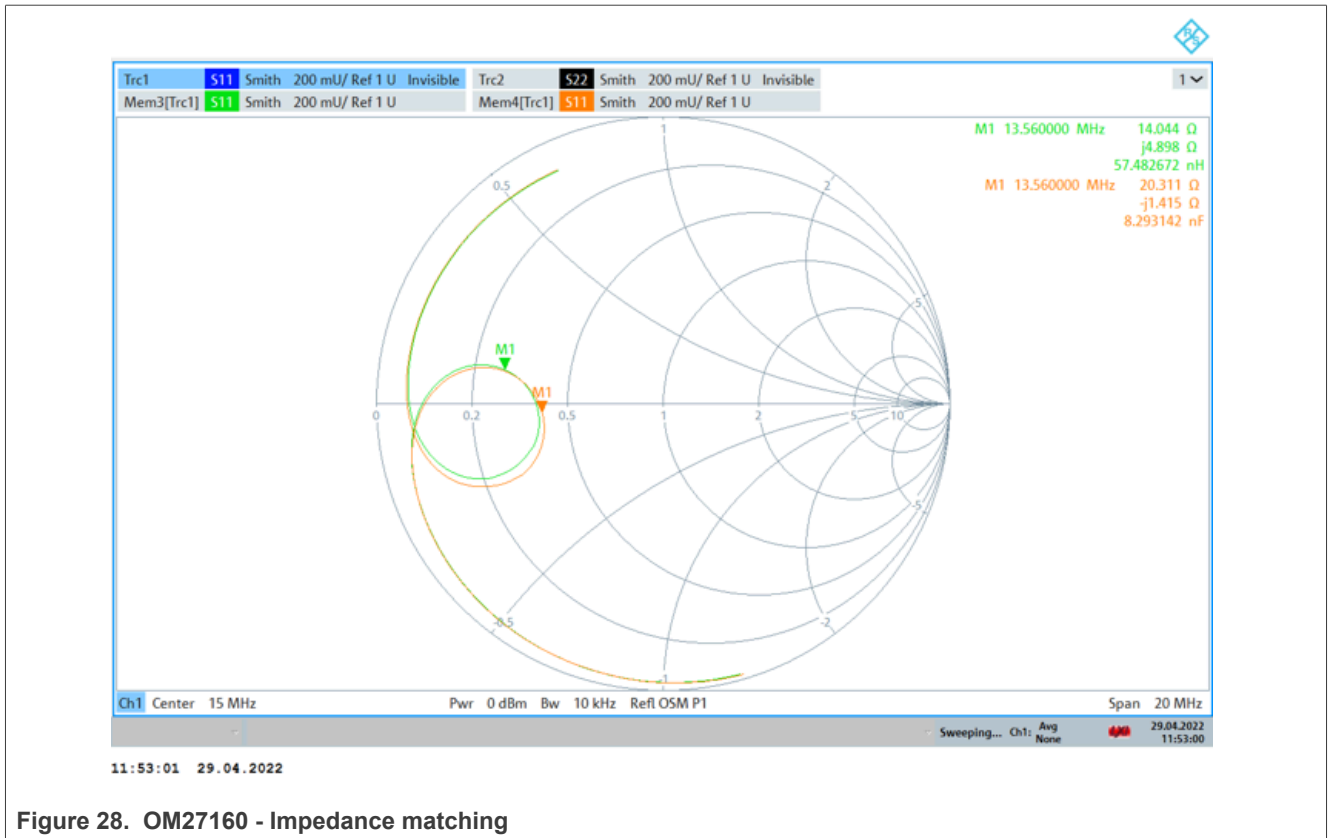 R&S
Trc1 S11 Smith 200 mU/ Ref 1 U Invisible Trc2 S22 Smith 200 mU/ Ref 1 U Invisible 1
Mem3[Trc1] S11 Smith 200 mU/ Ref 1 U Mem4[Trc1] S11 Smith 200 mU/ Ref 1 U
M1 13.560000 MHz 14.044 Ω
j4.898 Ω
57.482672 nH
M1 13.560000 MHz 20.311 Ω
-j1.415 Ω
8.293142 nF
1
0.5 2
5
M1
M1
0 0.2 0.5 1 2 5 10
-5
-0.5 -2
-1
Ch1 Center 15 MHz Pwr 0 dBm Bw 10 kHz Refl OSM P1 Span 20 MHz
Sweeping... Ch1: Avg None 29.04.2022
11:53:00
11:53:01 29.04.2022
Figure 28. OM27160 - Impedance matching